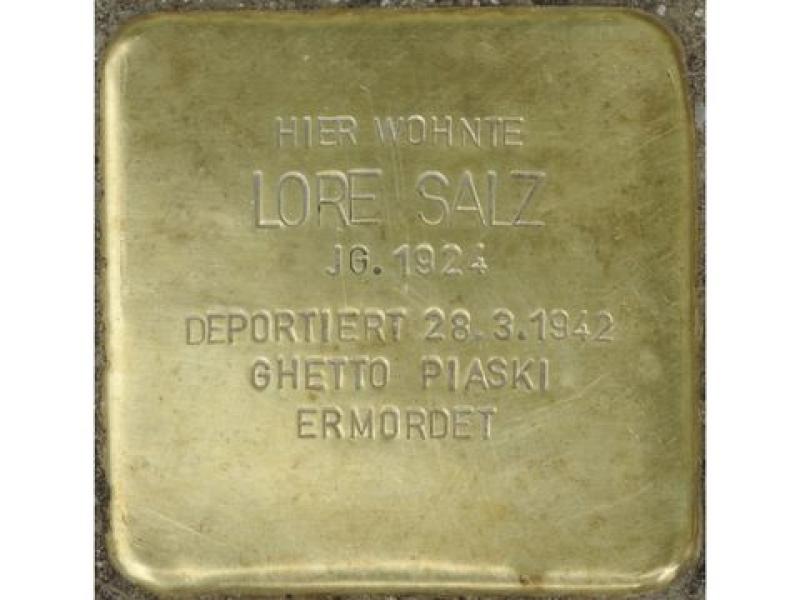 HIER WOHNTE
LORE SALZ
JG. 1924
DEPORTIERT 28.3.1942
GHETTO PIASKI
ERMORDET